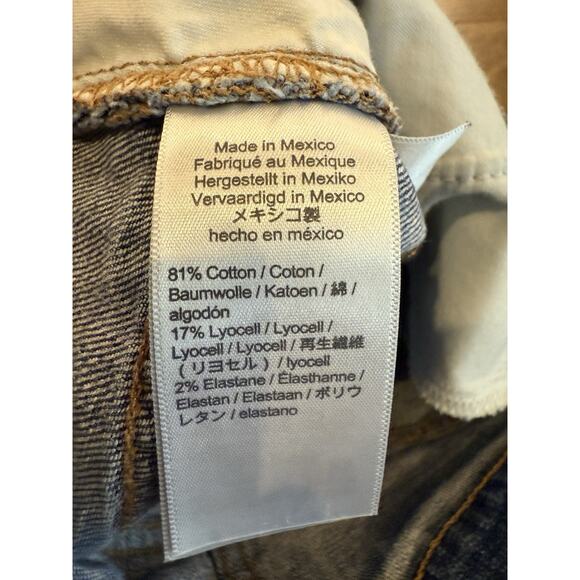 Made in Mexico
Fabriqué au Mexique
Hergestellt in Mexiko
Vervaardigd in Mexico
メキシコ製
hecho en méxico
81% Cotton / Coton /
Baumwolle / Katoen / 綿 /
algodón
17% Lyocell / Lyocell /
Lyocell / Lyocell / 再生繊維
(リヨセル) / lyocell
2% Elastane / Élasthanne /
Elastan / Elastaan / ポリウ
レタン / elastano